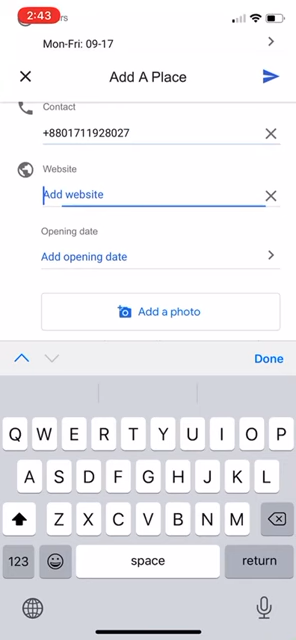 2:43
Mon-Fri: 09-17
Add A Place
Contact
+8801711928027
Website
Add website
Opening date
Add opening date
Add a photo
Done
Q W E R T Y U I O P
A S D F G H J K L
Z X C V B N M
123 space return